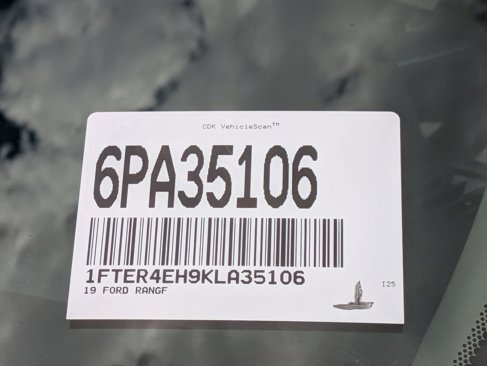 CDK VehicleScan™
6PA35106
1FTER4EH9KLA35106
19 FORD RANGF
I25